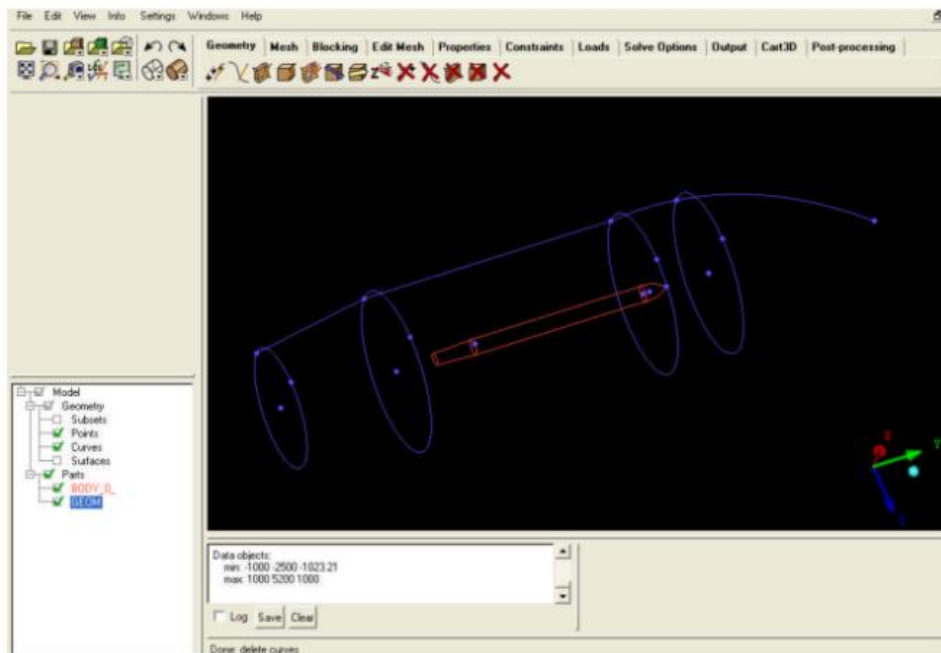 File Edit View Info Settings Windows Help
Geometry Mesh Blocking Edit Mesh Properties Constraints Loads Solve Options Output Cart3D Post-processing
Model
Geometry
Subsets
Points
Curves
Surfaces
Parts
BODY_0_
GEOM
Y
Data objects:
min: -1000 -2500 -1023.21
max: 1000 5200 1000
Log Save Clear
Done: delete curves